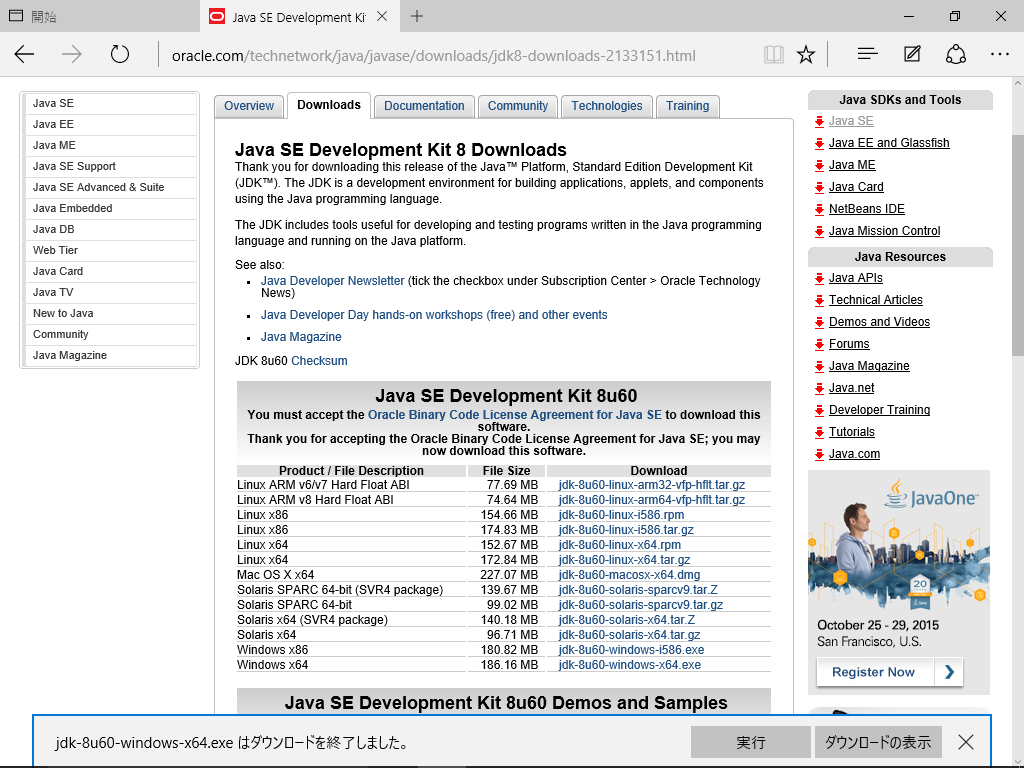 開始
Java SE Development Ki
oracle.com/technetwork/java/javase/downloads/jdk8-downloads-2133151.html
Java SE
Java EE
Java ME
Java SE Support
Java SE Advanced & Suite
Java Embedded
Java DB
Web Tier
Java Card
Java TV
New to Java
Community
Java Magazine
Overview
Downloads
Documentation
Community
Technologies
Training
Java SE Development Kit 8 Downloads
Thank you for downloading this release of the Java™ Platform, Standard Edition Development Kit
(JDK™). The JDK is a development environment for building applications, applets, and components
using the Java programming language.
The JDK includes tools useful for developing and testing programs written in the Java programming
language and running on the Java platform.
See also:
Java Developer Newsletter (tick the checkbox under Subscription Center > Oracle Technology
News)
Java Developer Day hands-on workshops (free) and other events
Java Magazine
JDK 8u60 Checksum
Java SE Development Kit 8u60
You must accept the Oracle Binary Code License Agreement for Java SE to download this
software.
Thank you for accepting the Oracle Binary Code License Agreement for Java SE; you may
now download this software.
Product / File Description File Size Download
Linux ARM v6/v7 Hard Float ABI 77.69 MB jdk-8u60-linux-arm32-vfp-hflt.tar.gz
Linux ARM v8 Hard Float ABI 74.64 MB jdk-8u60-linux-arm64-vfp-hflt.tar.gz
Linux x86 154.66 MB jdk-8u60-linux-i586.rpm
Linux x86 174.83 MB jdk-8u60-linux-i586.tar.gz
Linux x64 152.67 MB jdk-8u60-linux-x64.rpm
Linux x64 172.84 MB jdk-8u60-linux-x64.tar.gz
Mac OS X x64 227.07 MB jdk-8u60-macosx-x64.dmg
Solaris SPARC 64-bit (SVR4 package) 139.67 MB jdk-8u60-solaris-sparcv9.tar.Z
Solaris SPARC 64-bit 99.02 MB jdk-8u60-solaris-sparcv9.tar.gz
Solaris x64 (SVR4 package) 140.18 MB jdk-8u60-solaris-x64.tar.Z
Solaris x64 96.71 MB jdk-8u60-solaris-x64.tar.gz
Windows x86 180.82 MB jdk-8u60-windows-i586.exe
Windows x64 186.16 MB jdk-8u60-windows-x64.exe
Java SE Development Kit 8u60 Demos and Samples
Java SDKs and Tools
Java SE
Java EE and Glassfish
Java ME
Java Card
NetBeans IDE
Java Mission Control
Java Resources
Java APIs
Technical Articles
Demos and Videos
Forums
Java Magazine
Java.net
Developer Training
Tutorials
Java.com
JavaOne™
20
October 25 - 29, 2015
San Francisco, U.S.
Register Now
jdk-8u60-windows-x64.exe はダウンロードを終了しました。
実行
ダウンロードの表示